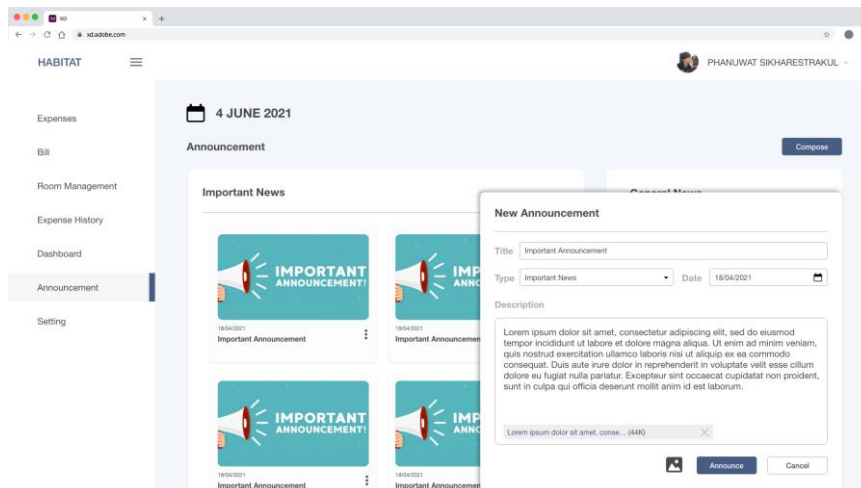 XD
xd.adobe.com
HABITAT
PHANUWAT SIKHARESTRAKUL
Expenses
Bill
Room Management
Expense History
Dashboard
Announcement
Setting
4 JUNE 2021
Announcement
Compose
Important News
General News
IMPORTANT
ANNOUNCEMENT!
18/04/2021
Important Announcement
IMP
ANNO
18/04/2021
Important Announcemen
IMPORTANT
ANNOUNCEMENT!
18/04/2021
Important Announcement
IMP
ANNO
18/04/2021
Important Announcemen
New Announcement
Title Important Announcement
Type Important News Date 18/04/2021
Description
Lorem ipsum dolor sit amet, consectetur adipiscing elit, sed do eiusmod
tempor incididunt ut labore et dolore magna aliqua. Ut enim ad minim veniam,
quis nostrud exercitation ullamco laboris nisi ut aliquip ex ea commodo
consequat. Duis aute irure dolor in reprehenderit in voluptate velit esse cillum
dolore eu fugiat nulla pariatur. Excepteur sint occaecat cupidatat non proident,
sunt in culpa qui officia deserunt mollit anim id est laborum.
Lorem ipsum dolor sit amet, conse... (44K)
Announce
Cancel